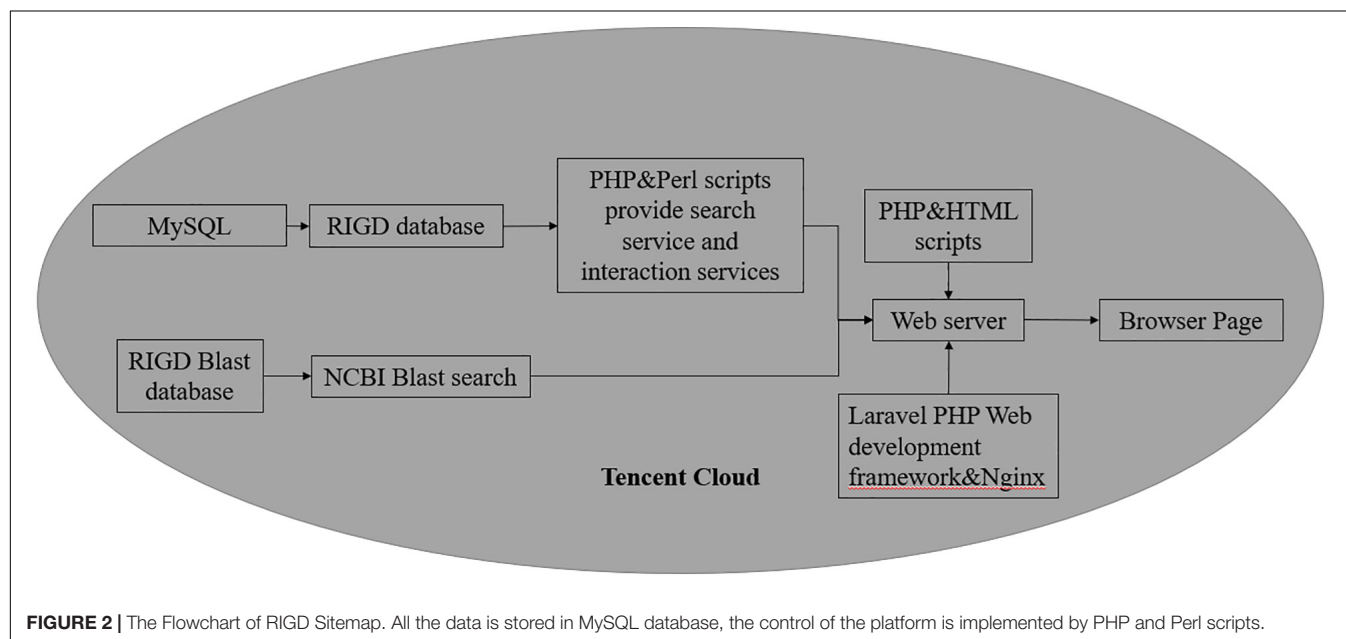 MySQL
RIGD database
PHP&Perl scripts
provide search
service and
interaction services
PHP&HTML
scripts
Web server
Browser Page
RIGD Blast
database
NCBI Blast search
Laravel PHP Web
development
framework&Nginx
Tencent Cloud
FIGURE 2 | The Flowchart of RIGD Sitemap. All the data is stored in MySQL database, the control of the platform is implemented by PHP and Perl scripts.